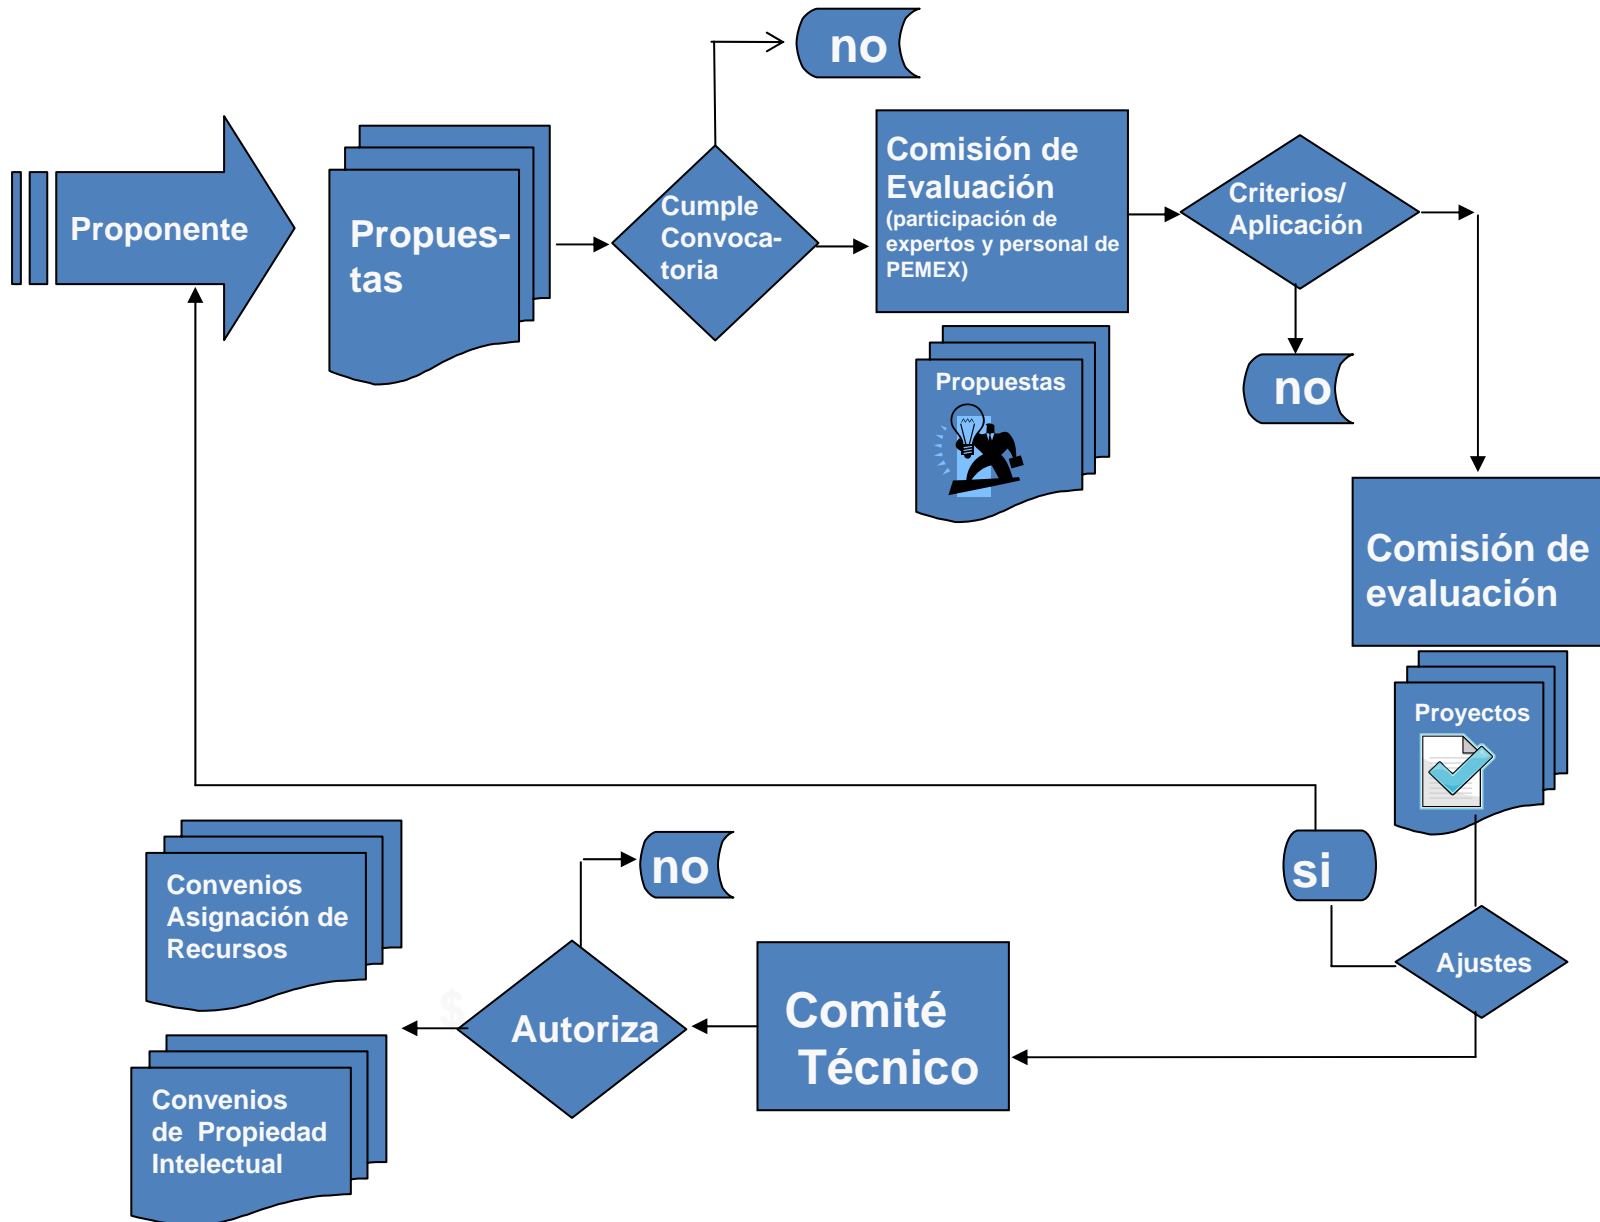 no
Proponente
Propues-
tas
Cumple
Convoca-
toria
Comisión de
Evaluación
(participación de
expertos y personal de
PEMEX)
Criterios/
Aplicación
no
Propuestas
Comisión de
evaluación
Proyectos
si
Ajustes
Comité
Técnico
Autoriza
no
$
Convenios
Asignación de
Recursos
Convenios
de Propiedad
Intelectual